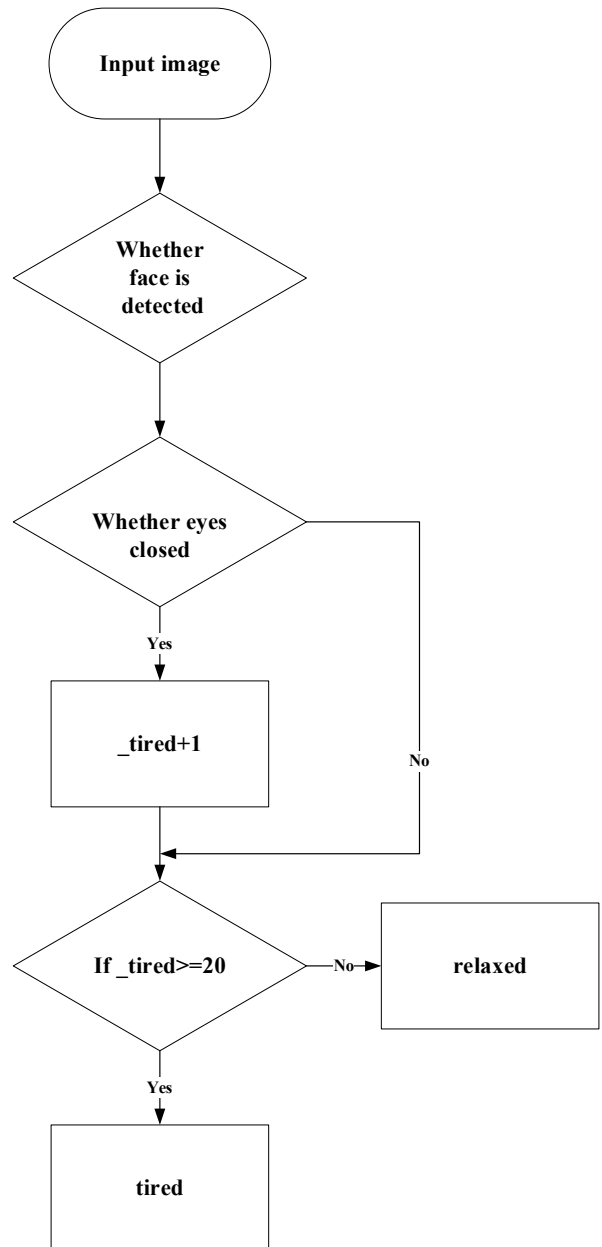 Input image
Whether
face is
detected
Whether eyes
closed
Yes
_tired+1
No
If _tired>=20
No
relaxed
Yes
tired